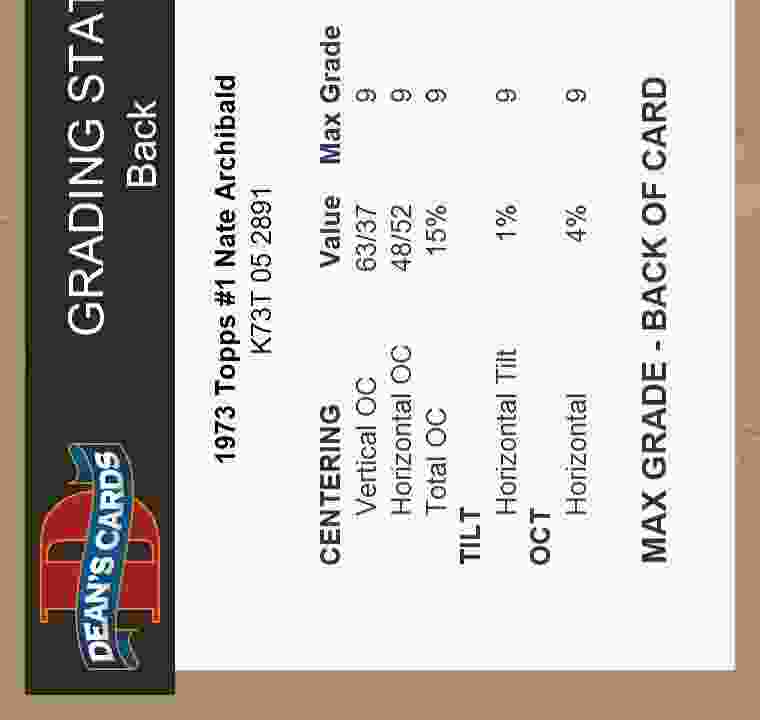 DEAN'S CARDS
GRADING STAT
Back
1973 Topps #1 Nate Archibald
K73T 05 2891
CENTERING Value Max Grade
Vertical OC 63/37 9
Horizontal OC 48/52 9
Total OC 15% 9
TILT
Horizontal Tilt 1% 9
OCT
Horizontal 4% 9
MAX GRADE - BACK OF CARD